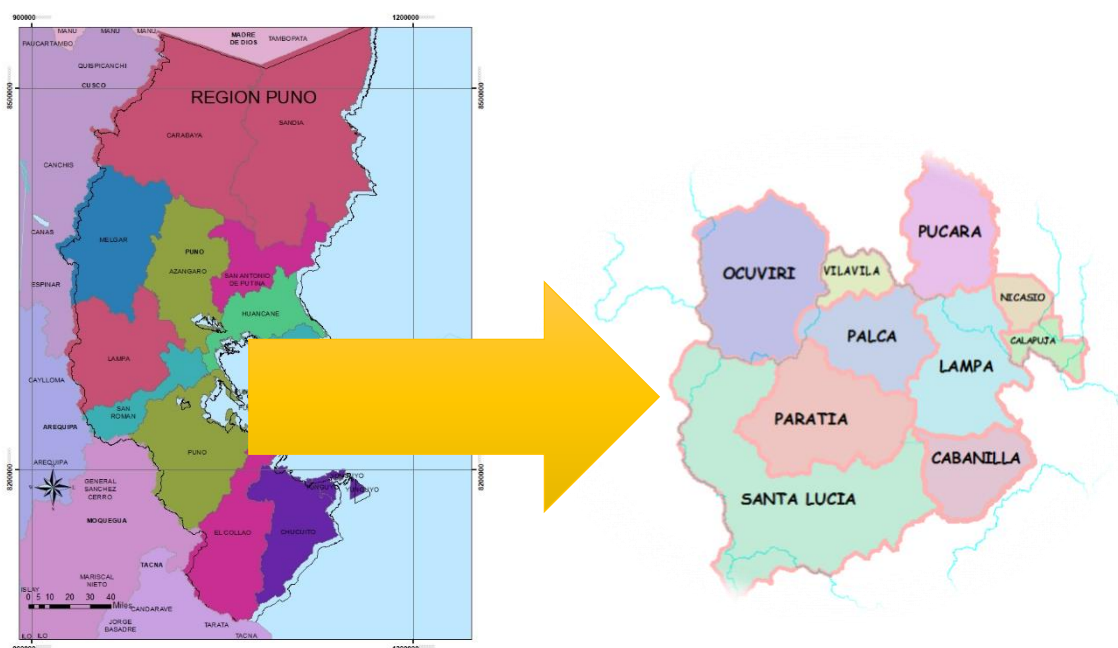 900000
1200000
MANU
MANU
MANU
MADRE
DE DIOS
TAMBOPATA
PAUCARTAMBO
QUISPICANCHI
CUSCO
8500000
8500000
REGION PUNO
SANDIA
CARABAYA
CANCHIS
CANAS
MELGAR
PUNO
AZANGARO
SAN ANTONIO
DE PUTINA
ESPINAR
HUANCANE
LAMPA
CAYLLOMA
SAN
ROMAN
AREQUIPA
PUNO
AREQUIPA
8200000
8200000
GENERAL
SANCHEZ
CERRO
MOQUEGUA
EL COLLAO
CHUCUITO
TACNA
MARISCAL
NIETO
ISLAY
0 5 10 20 30 40
Miles
CANDARAVE
JORGE
BASADRE
TARATA
TACNA
ILO
ILO
PUCARA
OCUVIRI
VILAVILA
NICASIO
PALCA
CALAPUJA
LAMPA
PARATIA
CABANILLA
SANTA LUCIA